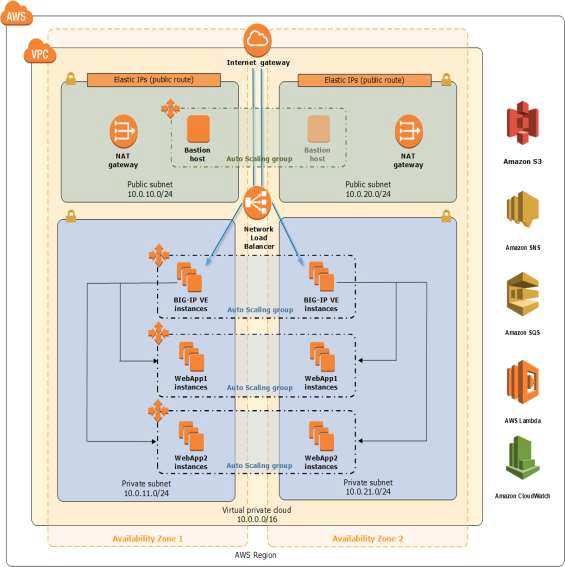 AWS
VPC
Internet gateway
Elastic IPs (public route)
Elastic IPs (public route)
NAT
gateway
Bastion
host
Auto Scaling group
Bastion
host
NAT
gateway
Public subnet
10.0.10.0/24
Public subnet
10.0.20.0/24
Network
Load
Balancer
BIG-IP VE
instances
Auto Scaling group
BIG-IP VE
instances
WebApp1
instances
Auto Scaling group
WebApp1
instances
WebApp2
instances
Auto Scaling group
WebApp2
instances
Private subnet
10.0.11.0/24
Private subnet
10.0.21.0/24
Virtual private cloud
10.0.0.0/16
Availability Zone 1
Availability Zone 2
AWS Region
Amazon S3
Amazon SNS
Amazon SQS
AWS Lambda
Amazon CloudWatch